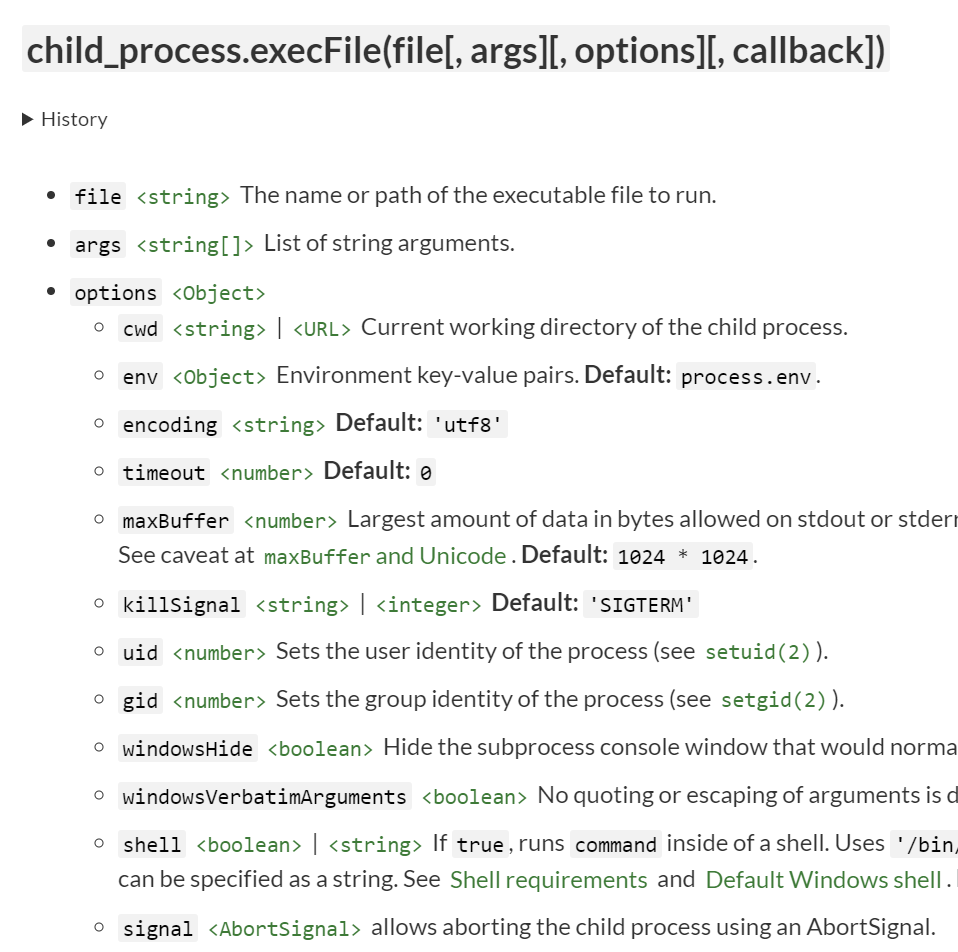 child_process.execFile(file[, args][, options][, callback])
History
file <string> The name or path of the executable file to run.
args <string[]> List of string arguments.
options <Object>
cwd <string> | <URL> Current working directory of the child process.
env <Object> Environment key-value pairs. Default: process.env.
encoding <string> Default: 'utf8'
timeout <number> Default: 0
maxBuffer <number> Largest amount of data in bytes allowed on stdout or stderr
See caveat at maxBuffer and Unicode. Default: 1024 * 1024.
killSignal <string> | <integer> Default: 'SIGTERM'
uid <number> Sets the user identity of the process (see setuid(2)).
gid <number> Sets the group identity of the process (see setgid(2)).
windowsHide <boolean> Hide the subprocess console window that would norma
windowsVerbatimArguments <boolean> No quoting or escaping of arguments is d
shell <boolean> | <string> If true, runs command inside of a shell. Uses '/bin/
can be specified as a string. See Shell requirements and Default Windows shell.
signal <AbortSignal> allows aborting the child process using an AbortSignal.